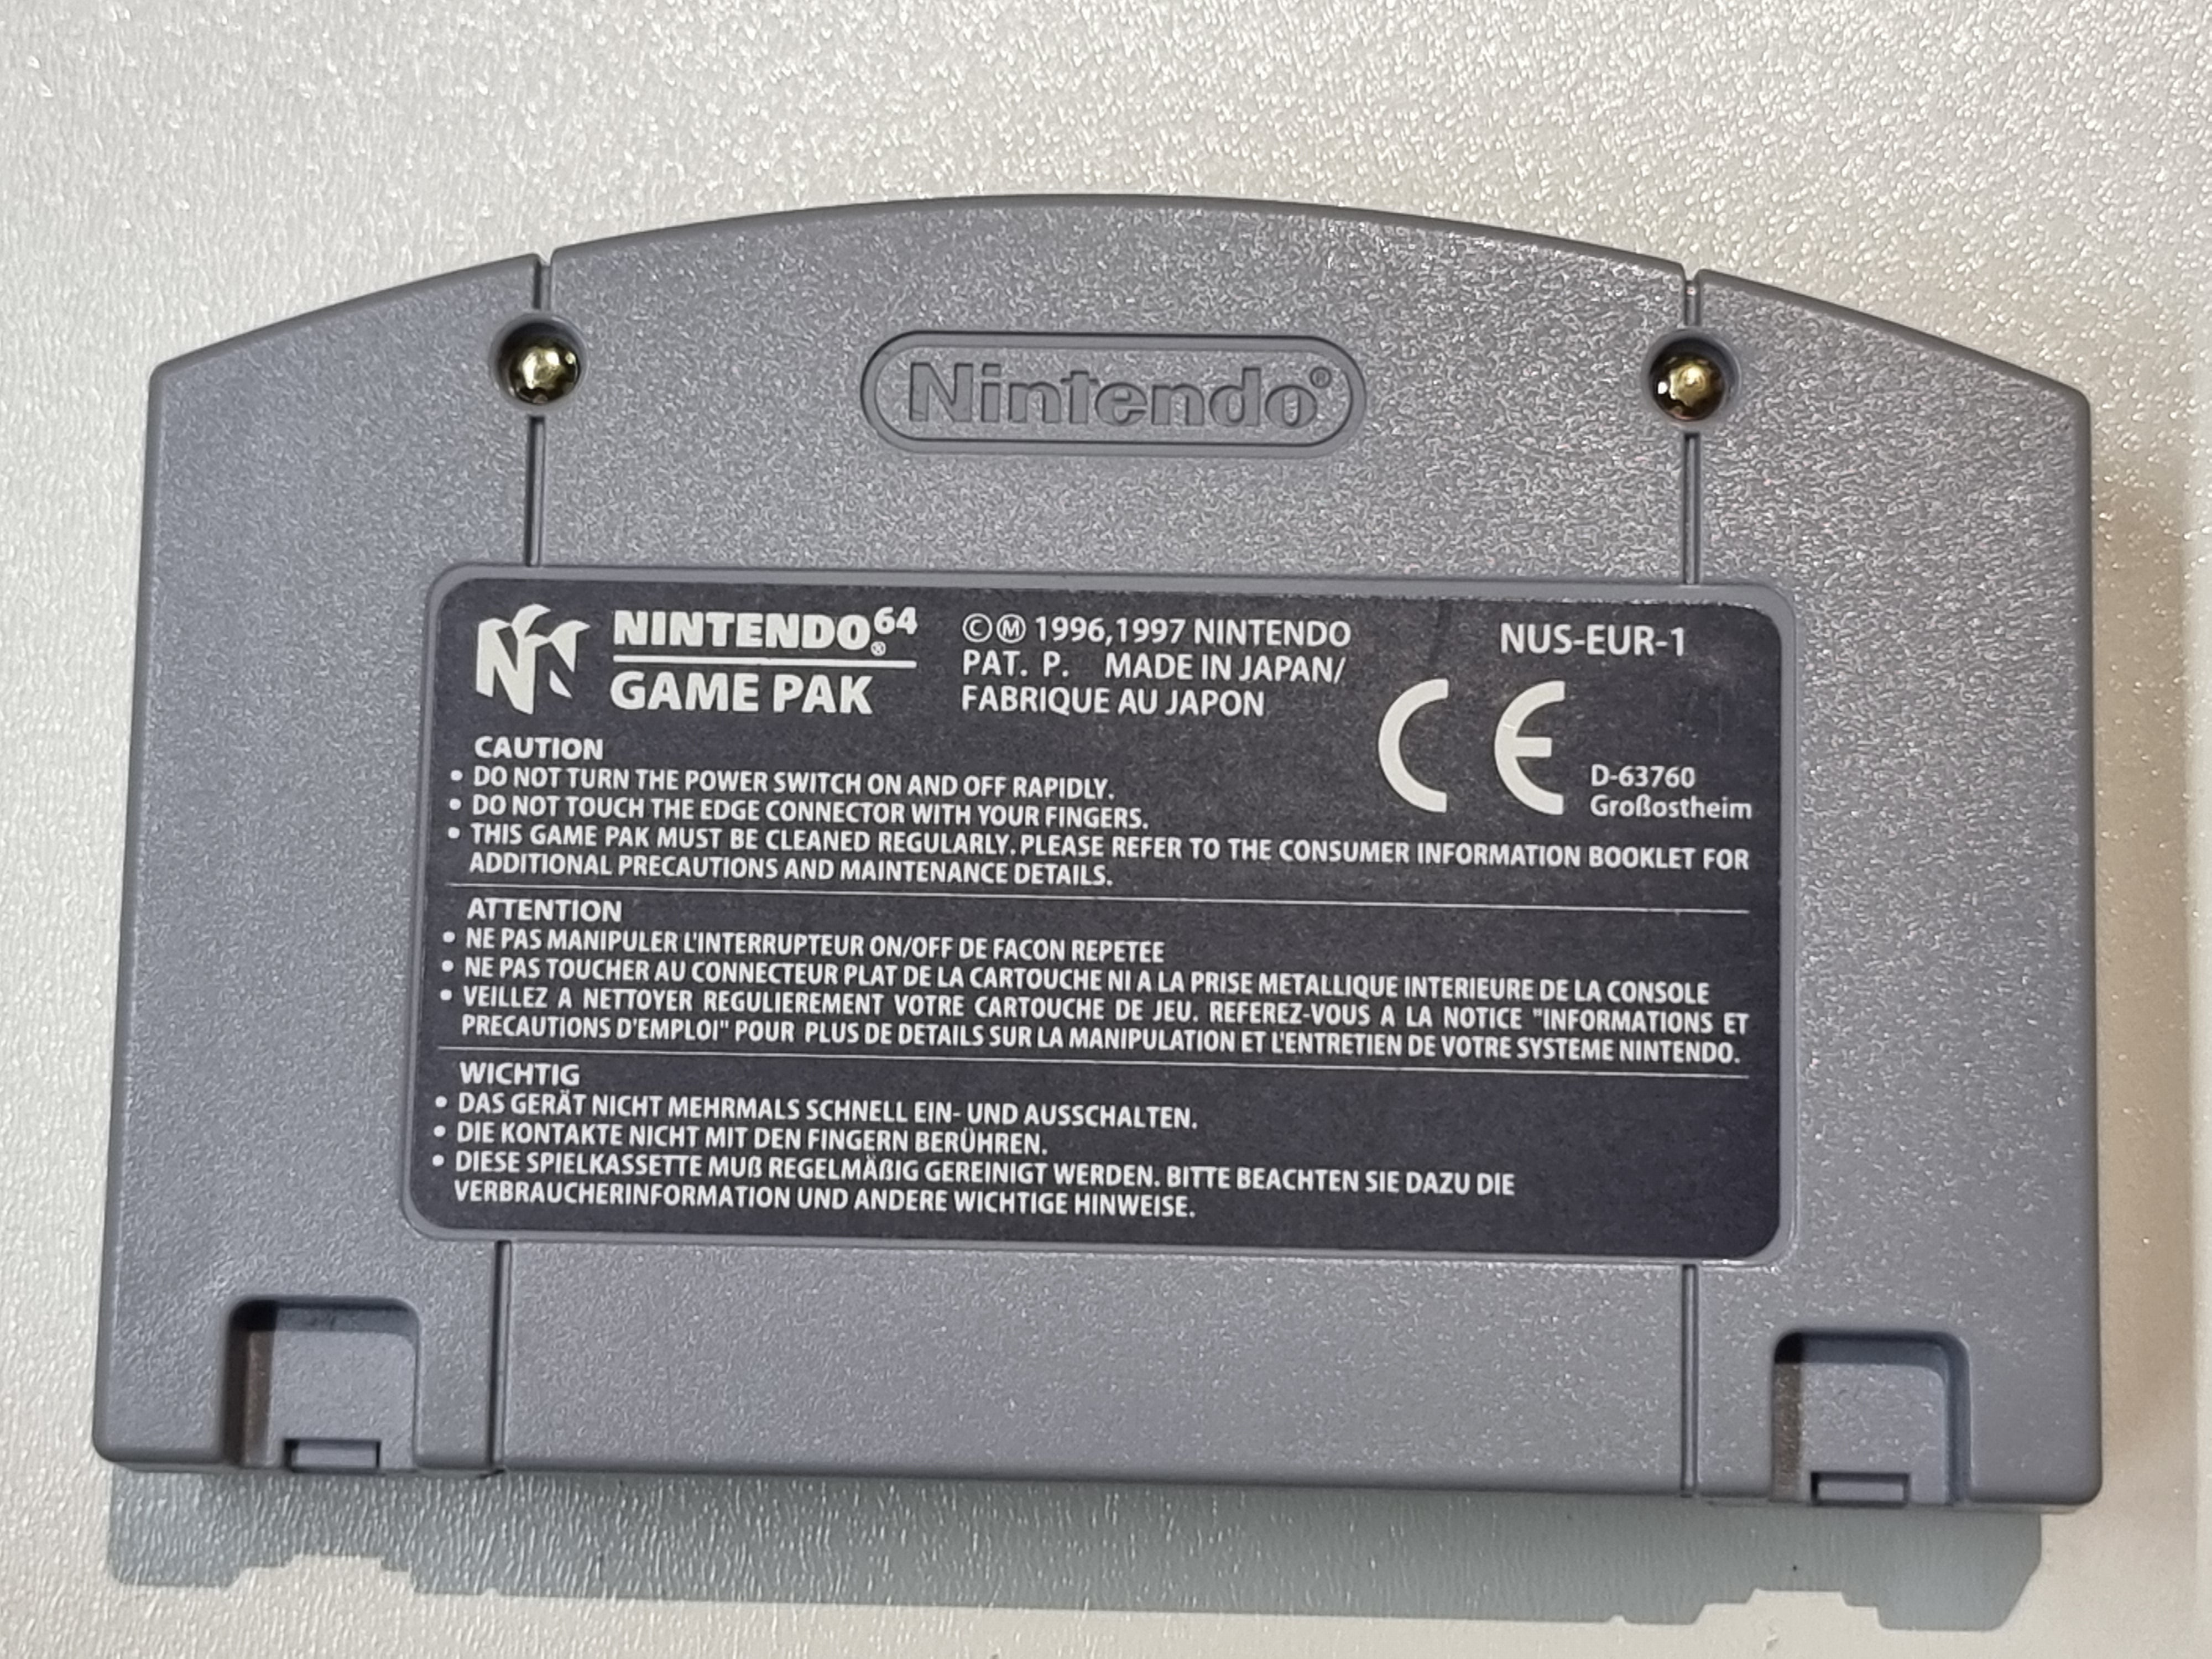 Nintendo®
NINTENDO64®
GAME PAK
©Ⓜ 1996,1997 NINTENDO
PAT. P. MADE IN JAPAN/
FABRIQUE AU JAPON
NUS-EUR-1
CE
D-63760
Großostheim
CAUTION
• DO NOT TURN THE POWER SWITCH ON AND OFF RAPIDLY.
• DO NOT TOUCH THE EDGE CONNECTOR WITH YOUR FINGERS.
• THIS GAME PAK MUST BE CLEANED REGULARLY. PLEASE REFER TO THE CONSUMER INFORMATION BOOKLET FOR
ADDITIONAL PRECAUTIONS AND MAINTENANCE DETAILS.
ATTENTION
• NE PAS MANIPULER L'INTERRUPTEUR ON/OFF DE FACON REPETEE
• NE PAS TOUCHER AU CONNECTEUR PLAT DE LA CARTOUCHE NI A LA PRISE METALLIQUE INTERIEURE DE LA CONSOLE
• VEILLEZ A NETTOYER REGULIEREMENT VOTRE CARTOUCHE DE JEU. REFEREZ-VOUS A LA NOTICE "INFORMATIONS ET
PRECAUTIONS D'EMPLOI" POUR PLUS DE DETAILS SUR LA MANIPULATION ET L'ENTRETIEN DE VOTRE SYSTEME NINTENDO.
WICHTIG
• DAS GERÄT NICHT MEHRMALS SCHNELL EIN- UND AUSSCHALTEN.
• DIE KONTAKTE NICHT MIT DEN FINGERN BERÜHREN.
• DIESE SPIELKASSETTE MUß REGELMÄßIG GEREINIGT WERDEN. BITTE BEACHTEN SIE DAZU DIE
VERBRAUCHERINFORMATION UND ANDERE WICHTIGE HINWEISE.